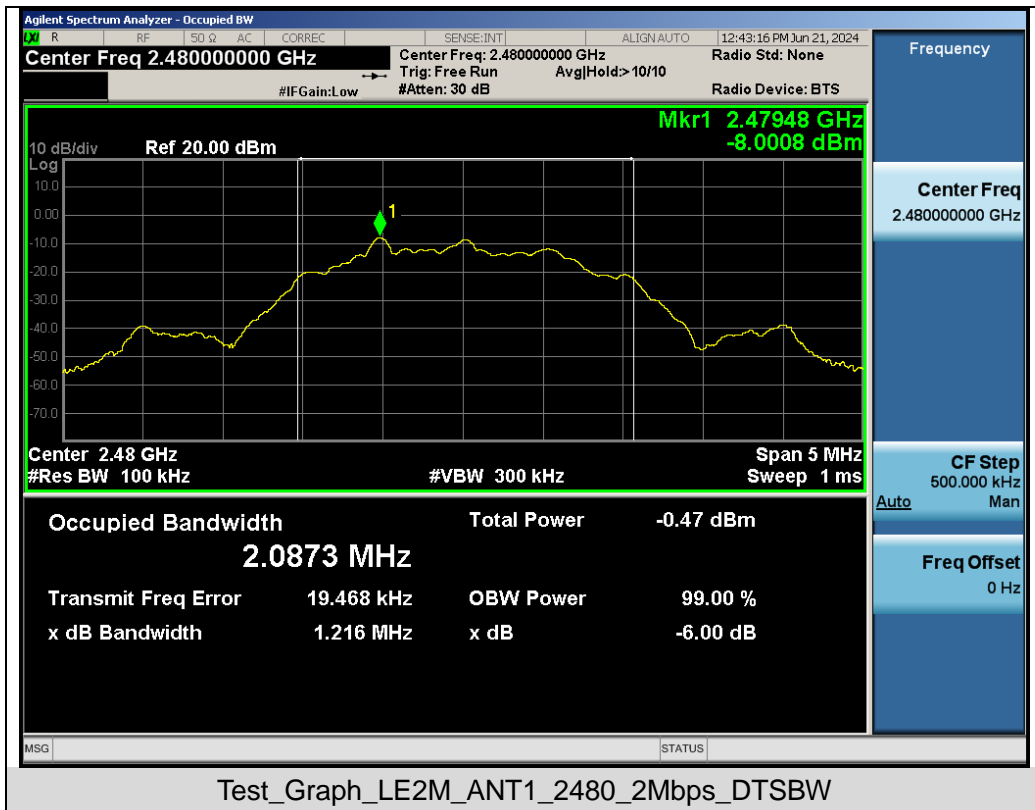 Agilent Spectrum Analyzer - Occupied BW
LXI R RF 50 Ω AC CORREC SENSE:INT ALIGN AUTO 12:43:16 PM Jun 21, 2024
Center Freq 2.480000000 GHz Center Freq: 2.480000000 GHz Radio Std: None
Trig: Free Run Avg|Hold:>10/10
#IFGain:Low #Atten: 30 dB Radio Device: BTS
Mkr1 2.47948 GHz
-8.0008 dBm
10 dB/div Ref 20.00 dBm
Log
10.0
0.00
-10.0
-20.0
-30.0
-40.0
-50.0
-60.0
-70.0
1
Center 2.48 GHz Span 5 MHz
#Res BW 100 kHz #VBW 300 kHz Sweep 1 ms
Occupied Bandwidth Total Power -0.47 dBm
2.0873 MHz
Transmit Freq Error 19.468 kHz OBW Power 99.00 %
x dB Bandwidth 1.216 MHz x dB -6.00 dB
MSG STATUS
Frequency
Center Freq
2.480000000 GHz
CF Step
500.000 kHz
Auto Man
Freq Offset
0 Hz
Test_Graph_LE2M_ANT1_2480_2Mbps_DTSBW